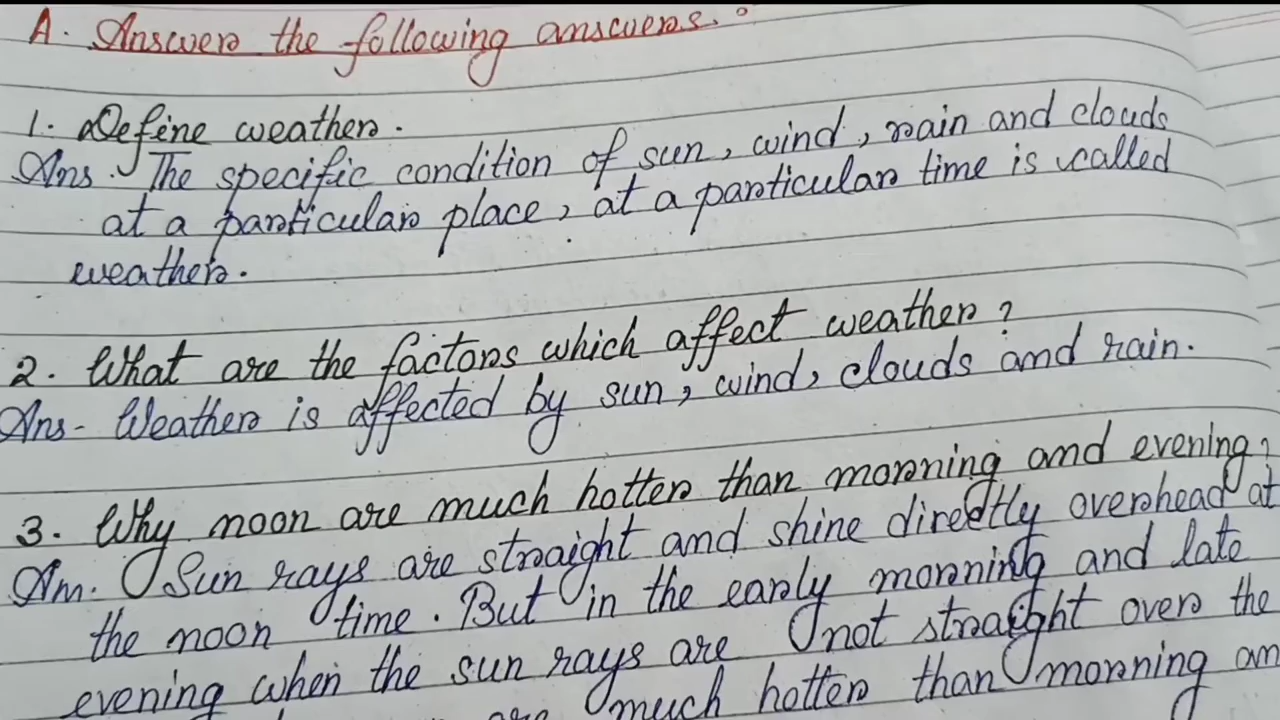 A. Answer the following answers.:
1. Define weather.
Ans. The specific condition of sun, wind, rain and clouds
at a particular place, at a particular time is called
weather.
2. What are the factors which affect weather?
Ans- Weather is affected by sun, wind, clouds and rain.
3. Why noon are much hotter than morning and evening?
Ans. Sun rays are straight and shine directly overhead at
the noon time. But in the early morning and late
evening when the sun rays are not straight over the
are much hotter than morning an